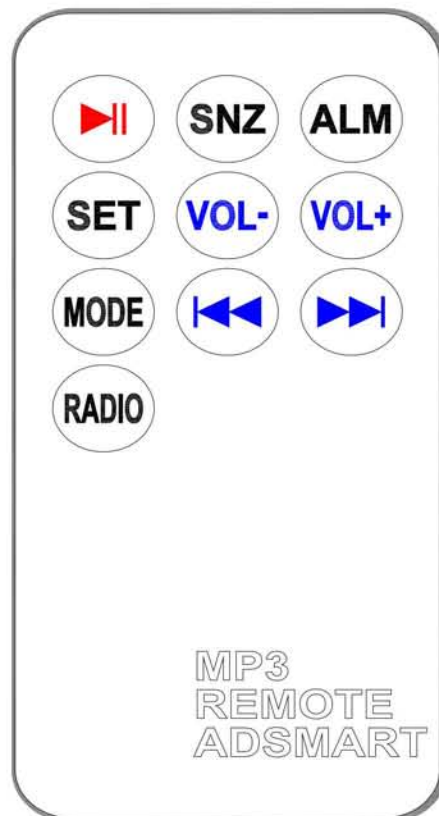 SNZ ALM
SET VOL- VOL+
MODE
RADIO
MP3
REMOTE
ADSMART